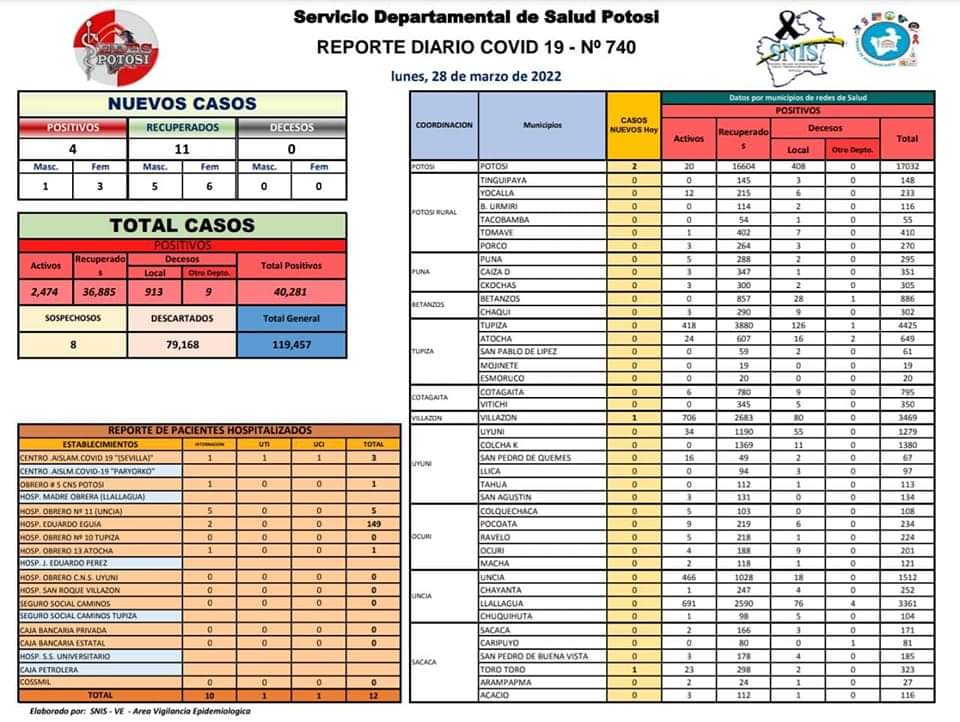 Servicio Departamental de Salud Potosi
REPORTE DIARIO COVID 19 - Nº 740
lunes, 28 de marzo de 2022
POTOSI
SNIS
NUEVOS CASOS
POSITIVOS RECUPERADOS DECESOS
4 11 0
Masc. Fem Masc. Fem Masc. Fem
1 3 5 6 0 0
TOTAL CASOS
POSITIVOS
Activos Recuperados Decesos Total Positivos
Local Otro Depto.
2,474 36,885 913 9 40,281
SOSPECHOSOS DESCARTADOS Total General
8 79,168 119,457
REPORTE DE PACIENTES HOSPITALIZADOS
ESTABLECIMIENTOS INTERNACION UTI UCI TOTAL
CENTRO .AISLAM.COVID 19 "(SEVILLA) 1 1 1 3
CENTRO .AISLM.COVID-19 "PARYORKO"
OBRERO # 5 CNS POTOSI 1 0 0 1
HOSP. MADRE OBRERA (LLALLAGUA)
HOSP. OBRERO Nº 11 (UNCIA) 5 0 0 5
HOSP. EDUARDO EGUIA 2 0 0 149
HOSP. OBRERO Nº 10 TUPIZA 0 0 0 0
HOSP. OBRERO 13 ATOCHA 1 0 0 1
HOSP. J. EDUARDO PEREZ
HOSP. OBRERO C.N.S. UYUNI 0 0 0 0
HOSP. SAN ROQUE VILLAZON 0 0 0 0
SEGURO SOCIAL CAMINOS 0 0 0 0
SEGURO SOCIAL CAMINOS TUPIZA
CAJA BANCARIA PRIVADA 0 0 0 0
CAJA BANCARIA ESTATAL 0 0 0 0
HOSP. S.S. UNIVERSITARIO
CAJA PETROLERA
COSSMIL 0 0 0 0
TOTAL 10 1 1 12
Elaborado por: SNIS - VE - Area Vigilancia Epidemiologica
COORDINACION Municipios CASOS NUEVOS Hoy Datos por municipios de redes de Salud
POSITIVOS
Activos Recuperados Decesos Total
Local Otro Depto.
POTOSI POTOSI 2 20 16604 408 0 17032
POTOSI RURAL
TINGUIPAYA 0 0 145 3 0 148
YOCALLA 0 12 215 6 0 233
B. URMIRI 0 0 114 2 0 116
TACOBAMBA 0 0 54 1 0 55
TOMAVE 0 1 402 7 0 410
PORCO 0 3 264 3 0 270
PUNA
PUNA 0 5 288 2 0 295
CAIZA D 0 3 347 1 0 351
CKOCHAS 0 3 300 2 0 305
BETANZOS
BETANZOS 0 0 857 28 1 886
CHAQUI 0 3 290 9 0 302
TUPIZA
TUPIZA 0 418 3880 126 1 4425
ATOCHA 0 24 607 16 2 649
SAN PABLO DE LIPEZ 0 0 59 2 0 61
MOJINETE 0 0 19 0 0 19
ESMORUCO 0 0 20 0 0 20
COTAGAITA
COTAGAITA 0 6 780 9 0 795
VITICHI 0 0 345 5 0 350
VILLAZON VILLAZON 1 706 2683 80 0 3469
UYUNI
UYUNI 0 34 1190 55 0 1279
COLCHA K 0 0 1369 11 0 1380
SAN PEDRO DE QUEMES 0 16 49 2 0 67
LLICA 0 0 94 3 0 97
TAHUA 0 0 112 1 0 113
SAN AGUSTIN 0 3 131 0 0 134
OCURI
COLQUECHACA 0 5 103 0 0 108
POCOATA 0 9 219 6 0 234
RAVELO 0 5 218 1 0 224
OCURI 0 4 188 9 0 201
MACHA 0 2 118 1 0 121
UNCIA
UNCIA 0 466 1028 18 0 1512
CHAYANTA 0 1 247 4 0 252
LLALLAGUA 0 691 2590 76 4 3361
CHUQUIHUTA 0 1 98 5 0 104
SACACA
SACACA 0 2 166 3 0 171
CARIPUYO 0 0 80 0 1 81
SAN PEDRO DE BUENA VISTA 0 3 178 4 0 185
TORO TORO 1 23 298 2 0 323
ARAMPAPMA 0 2 24 1 0 27
ACACIO 0 3 112 1 0 116